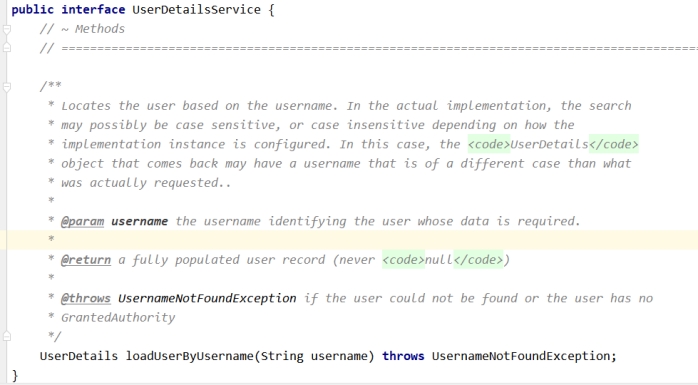 public interface UserDetailsService {
// ~ Methods
// ========================================================================================
/**
* Locates the user based on the username. In the actual implementation, the search
* may possibly be case sensitive, or case insensitive depending on how the
* implementation instance is configured. In this case, the <code>UserDetails</code>
* object that comes back may have a username that is of a different case than what
* was actually requested..
*
* @param username the username identifying the user whose data is required.
*
* @return a fully populated user record (never <code>null</code>)
*
* @throws UsernameNotFoundException if the user could not be found or the user has no
* GrantedAuthority
*/
UserDetails loadUserByUsername(String username) throws UsernameNotFoundException;
}